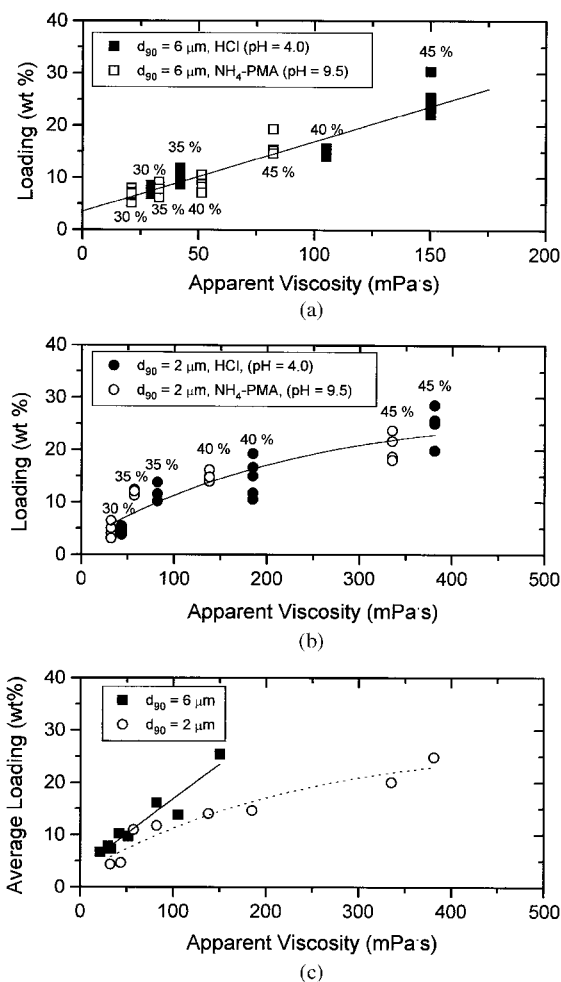 (a)
40
30
20
10
0
Loading (wt %)
d90 = 6 μm, HCl (pH = 4.0)
d90 = 6 μm, NH4-PMA (pH = 9.5)
45 %
40 %
35 %
30 %
45 %
30 %
35 %
40 %
0 50 100 150 200
Apparent Viscosity (mPa·s)
(a)
40
30
20
10
0
Loading (wt %)
d90 = 2 μm, HCl, (pH = 4.0)
d90 = 2 μm, NH4-PMA, (pH = 9.5)
45 %
45 %
40 %
40 %
35 %
35 %
30 %
0 100 200 300 400 500
Apparent Viscosity (mPa·s)
(b)
40
30
20
10
0
Average Loading (wt%)
d90 = 6 μm
d90 = 2 μm
0 50 100 150 200 250 300 350 400 450 500
Apparent Viscosity (mPa·s)
(c)